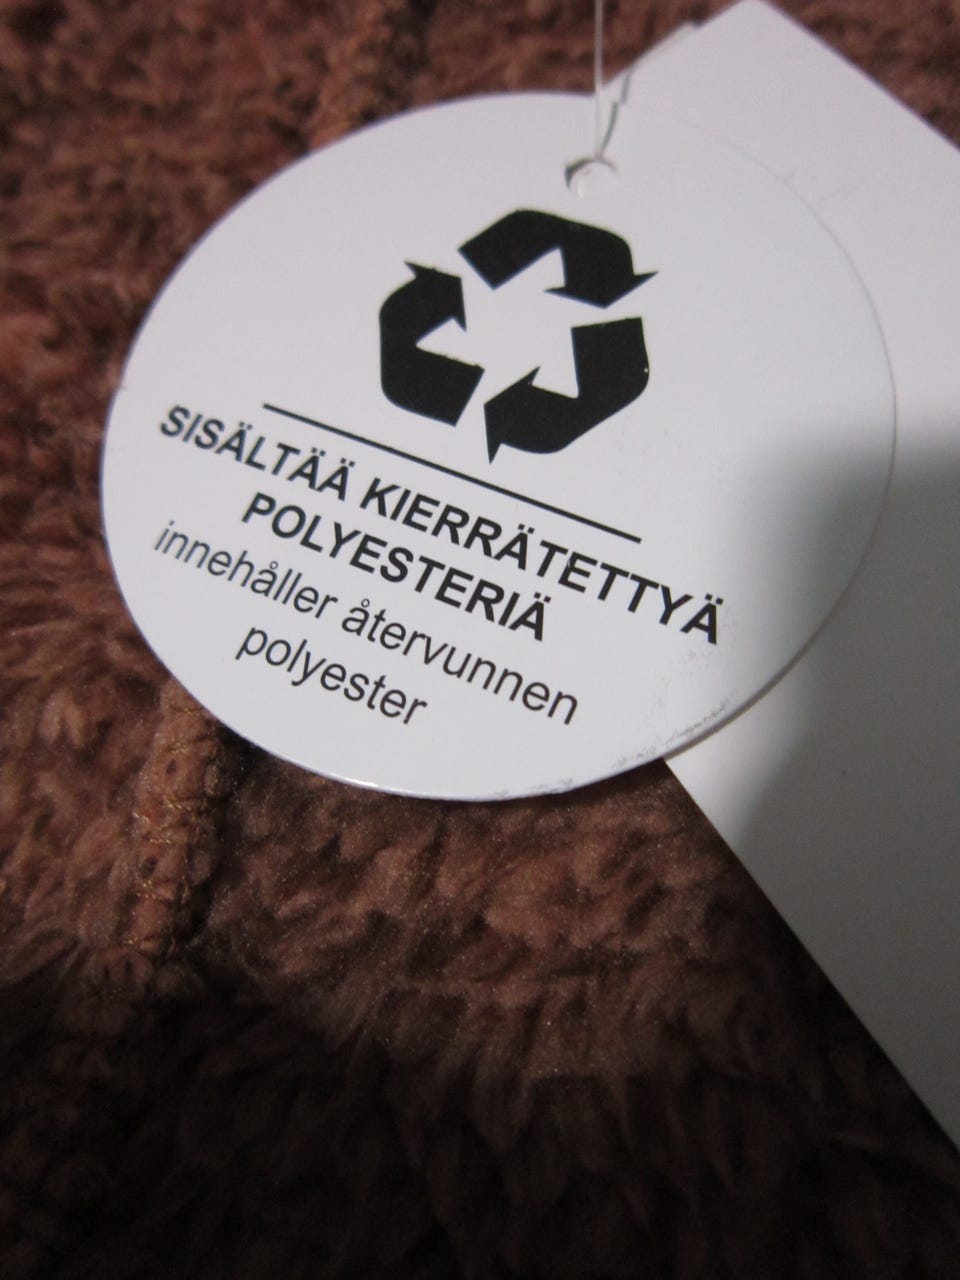 SISÄLTÄÄ KIERRÄTETTYÄ
POLYESTERIÄ
innehåller återvunnen
polyester